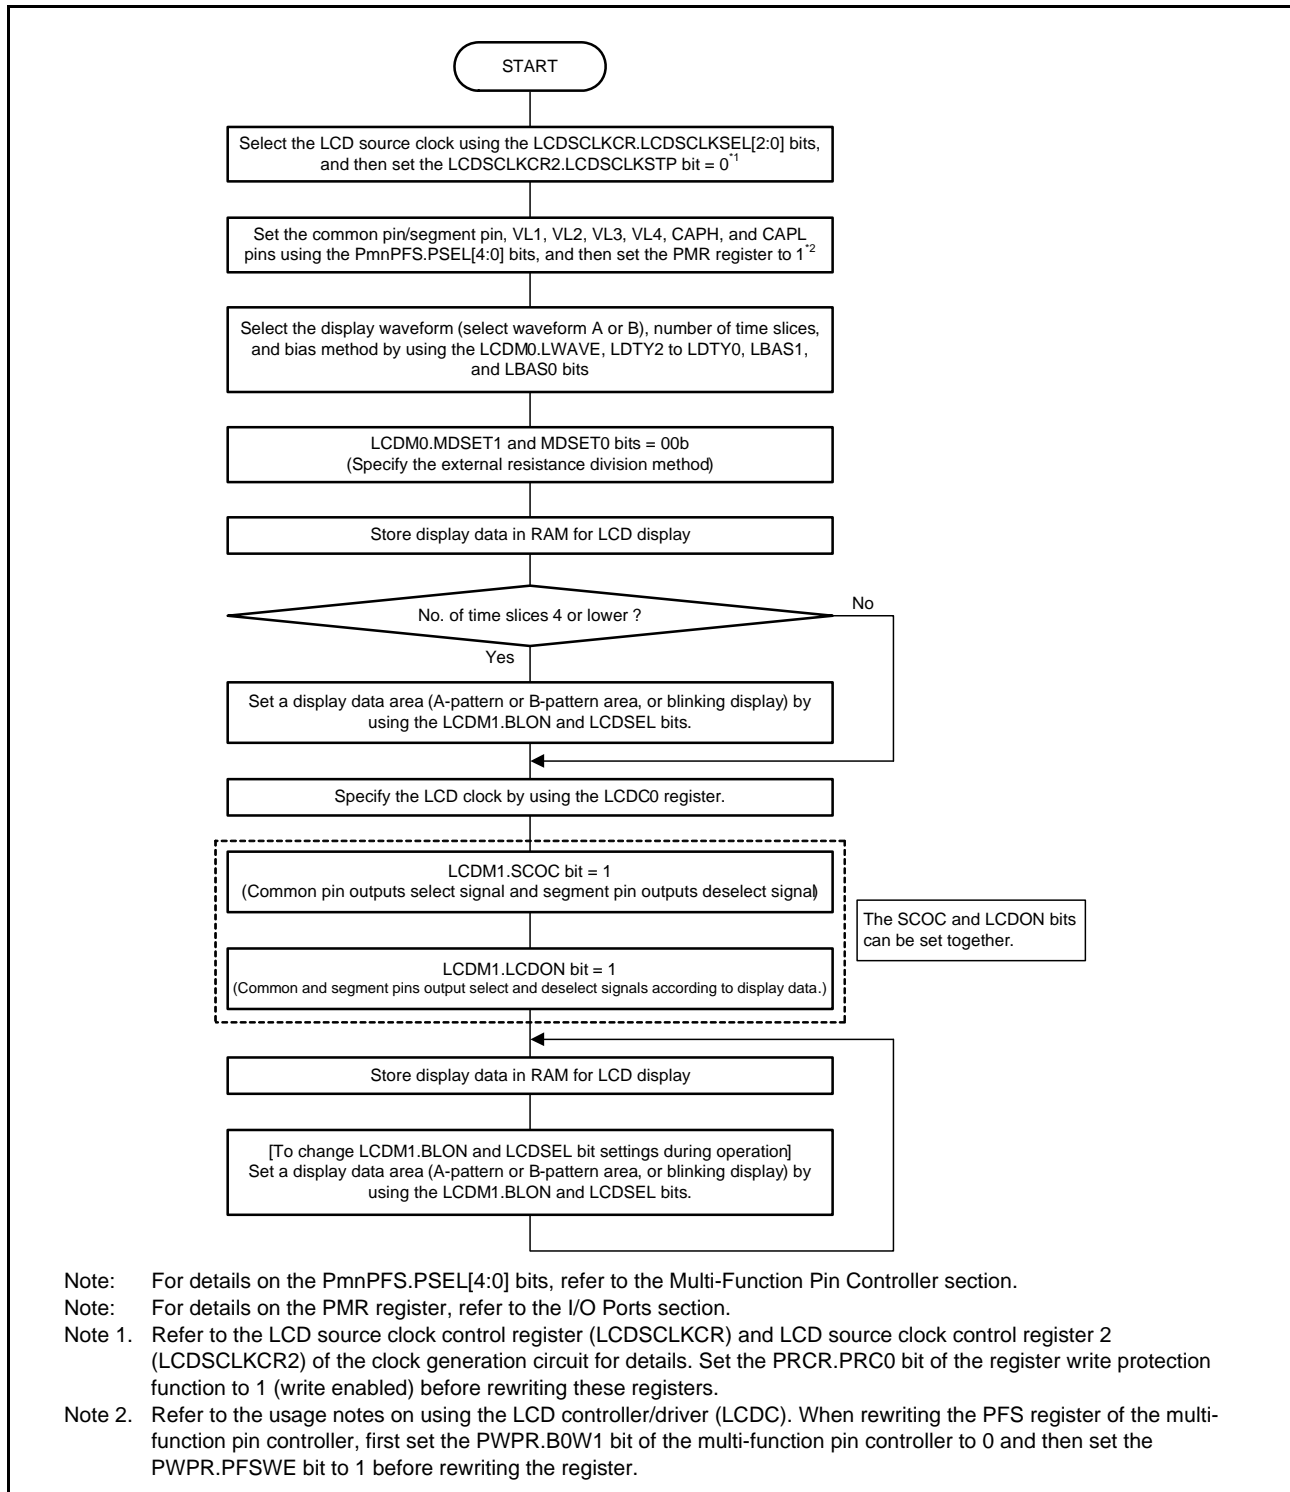 START
Select the LCD source clock using the LCDSCLKCR.LCDSCLKSEL[2:0] bits,
and then set the LCDSCLKCR2.LCDSCLKSTP bit = 0*1
Set the common pin/segment pin, VL1, VL2, VL3, VL4, CAPH, and CAPL
pins using the PmnPFS.PSEL[4:0] bits, and then set the PMR register to 1*2
Select the display waveform (select waveform A or B), number of time slices,
and bias method by using the LCDM0.LWAVE, LDTY2 to LDTY0, LBAS1,
and LBAS0 bits
LCDM0.MDSET1 and MDSET0 bits = 00b
(Specify the external resistance division method)
Store display data in RAM for LCD display
No. of time slices 4 or lower ?
No
Yes
Set a display data area (A-pattern or B-pattern area, or blinking display) by
using the LCDM1.BLON and LCDSEL bits.
Specify the LCD clock by using the LCDC0 register.
LCDM1.SCOC bit = 1
(Common pin outputs select signal and segment pin outputs deselect signal)
The SCOC and LCDON bits
can be set together.
LCDM1.LCDON bit = 1
(Common and segment pins output select and deselect signals according to display data.)
Store display data in RAM for LCD display
[To change LCDM1.BLON and LCDSEL bit settings during operation]
Set a display data area (A-pattern or B-pattern area, or blinking display) by
using the LCDM1.BLON and LCDSEL bits.
Note: For details on the PmnPFS.PSEL[4:0] bits, refer to the Multi-Function Pin Controller section.
Note: For details on the PMR register, refer to the I/O Ports section.
Note 1. Refer to the LCD source clock control register (LCDSCLKCR) and LCD source clock control register 2
(LCDSCLKCR2) of the clock generation circuit for details. Set the PRCR.PRC0 bit of the register write protection
function to 1 (write enabled) before rewriting these registers.
Note 2. Refer to the usage notes on using the LCD controller/driver (LCDC). When rewriting the PFS register of the multi-
function pin controller, first set the PWPR.B0W1 bit of the multi-function pin controller to 0 and then set the
PWPR.PFSWE bit to 1 before rewriting the register.